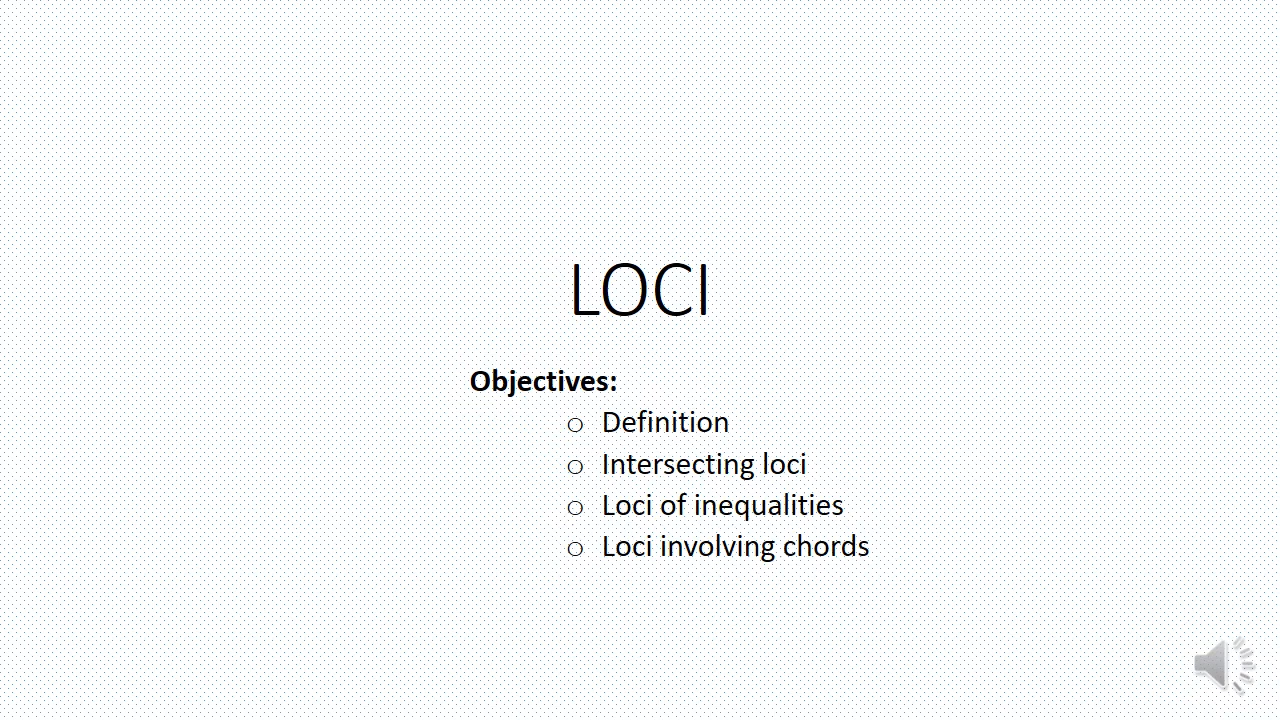 LOCI
Objectives:
o Definition
o Intersecting loci
o Loci of inequalities
o Loci involving chords